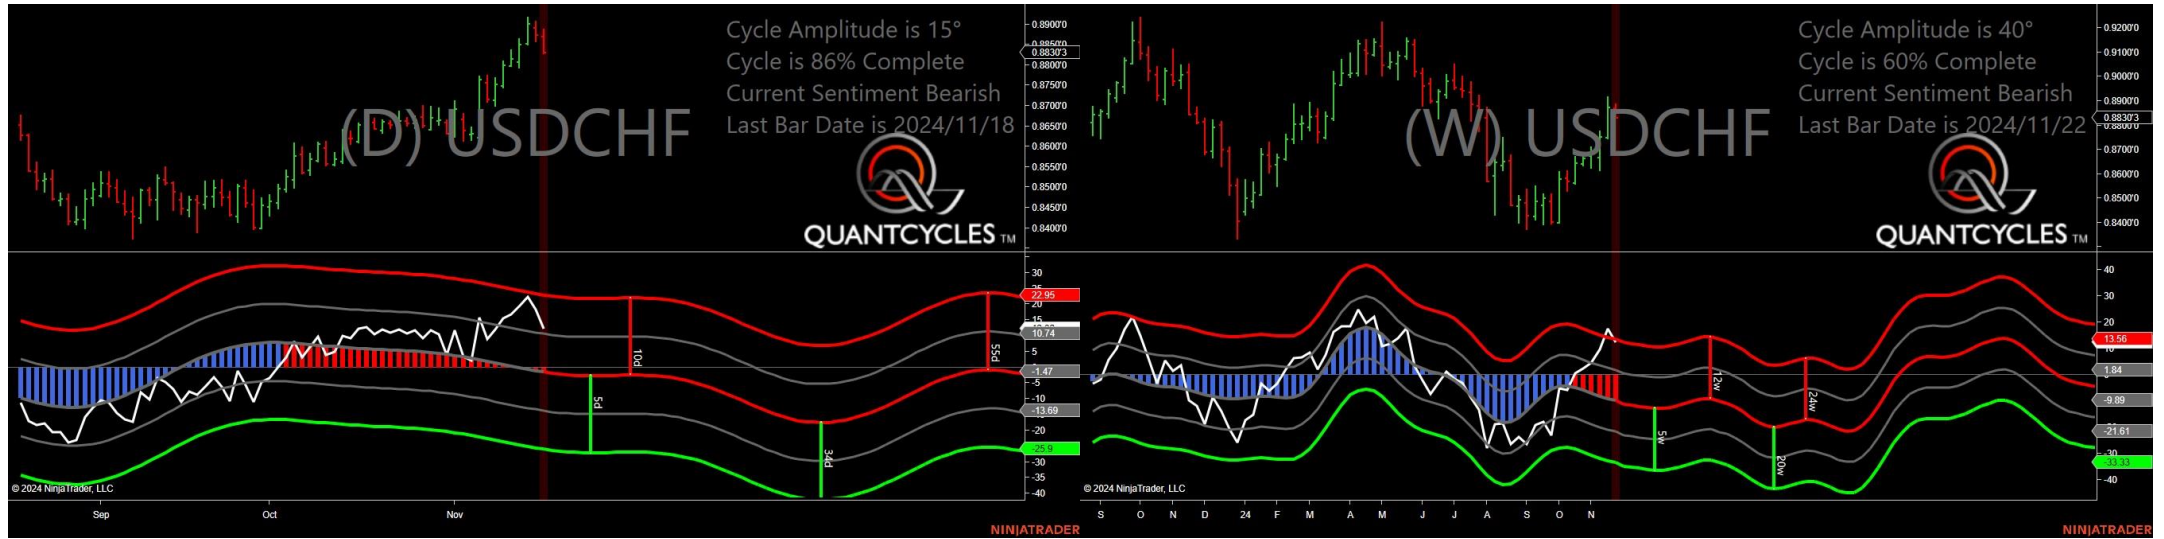 Cycle Amplitude is 15°
Cycle is 86% Complete
Current Sentiment Bearish
Last Bar Date is 2024/11/18
(D) USDCHF
QUANTCYCLES TM
0.8900'0
0.8830'3
0.8800'0
0.8750'0
0.8700'0
0.8650'0
0.8600'0
0.8550'0
0.8500'0
0.8450'0
0.8400'0
30
22.95
20
15
10.74
5
-1.47
-5
-10
-13.69
-20
-25.9
-30
-35
-40
10d
55d
5d
34d
© 2024 NinjaTrader, LLC
Sep Oct Nov
NINJATRADER
Cycle Amplitude is 40°
Cycle is 60% Complete
Current Sentiment Bearish
Last Bar Date is 2024/11/22
(W) USDCHF
QUANTCYCLES TM
0.9200'0
0.9100'0
0.9000'0
0.8900'0
0.8830'3
0.8800'0
0.8700'0
0.8600'0
0.8500'0
0.8400'0
40
30
20
13.56
10
1.84
-9.89
-21.61
-30
-33.33
-40
12w
24w
5w
20w
© 2024 NinjaTrader, LLC
S O N D 24 F M A M J J A S O N
NINJATRADER